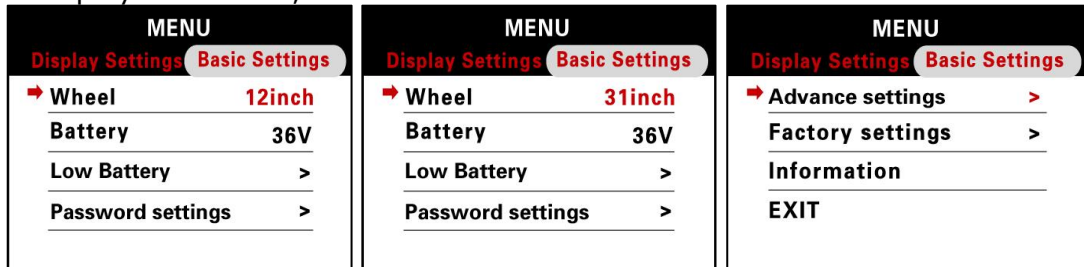 MENU
Display Settings Basic Settings
Wheel 12inch
Battery 36V
Low Battery >
Password settings >
MENU
Display Settings Basic Settings
Wheel 31inch
Battery 36V
Low Battery >
Password settings >
MENU
Display Settings Basic Settings
Advance settings >
Factory settings >
Information
EXIT